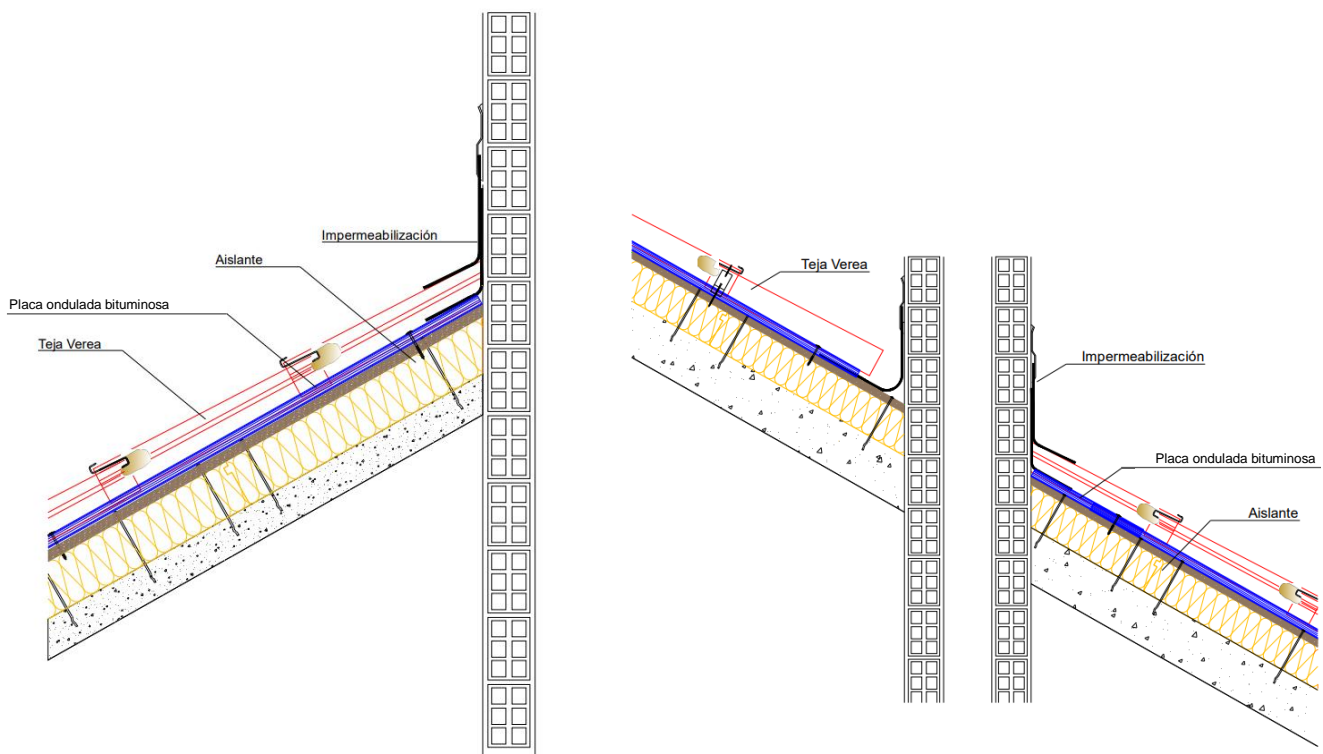 Impermeabilización
Aislante
Placa ondulada bituminosa
Teja Verea
Teja Verea
Impermeabilización
Placa ondulada bituminosa
Aislante